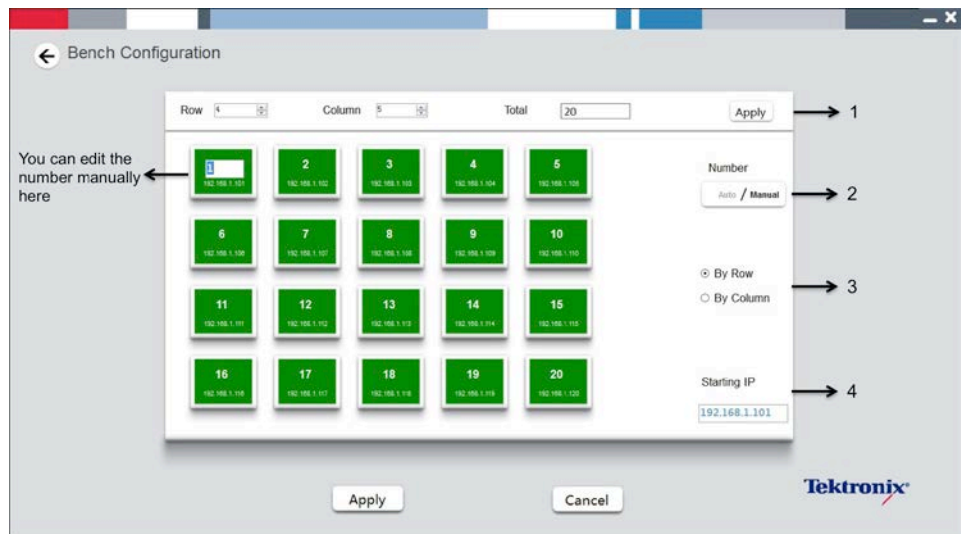 Bench Configuration
Row 4 Column 5 Total 20 Apply 1
You can edit the
number manually
here
1 2 3 4 5
192.168.1.101 192.168.1.102 192.168.1.103 192.168.1.104 192.168.1.105
Number
Auto / Manual 2
6 7 8 9 10
192.168.1.106 192.168.1.107 192.168.1.108 192.168.1.109 192.168.1.110
By Row
By Column
3
11 12 13 14 15
192.168.1.111 192.168.1.112 192.168.1.113 192.168.1.114 192.168.1.115
16 17 18 19 20
192.168.1.116 192.168.1.117 192.168.1.118 192.168.1.119 192.168.1.120
Starting IP 4
192.168.1.101
Apply Cancel
Tektronix®